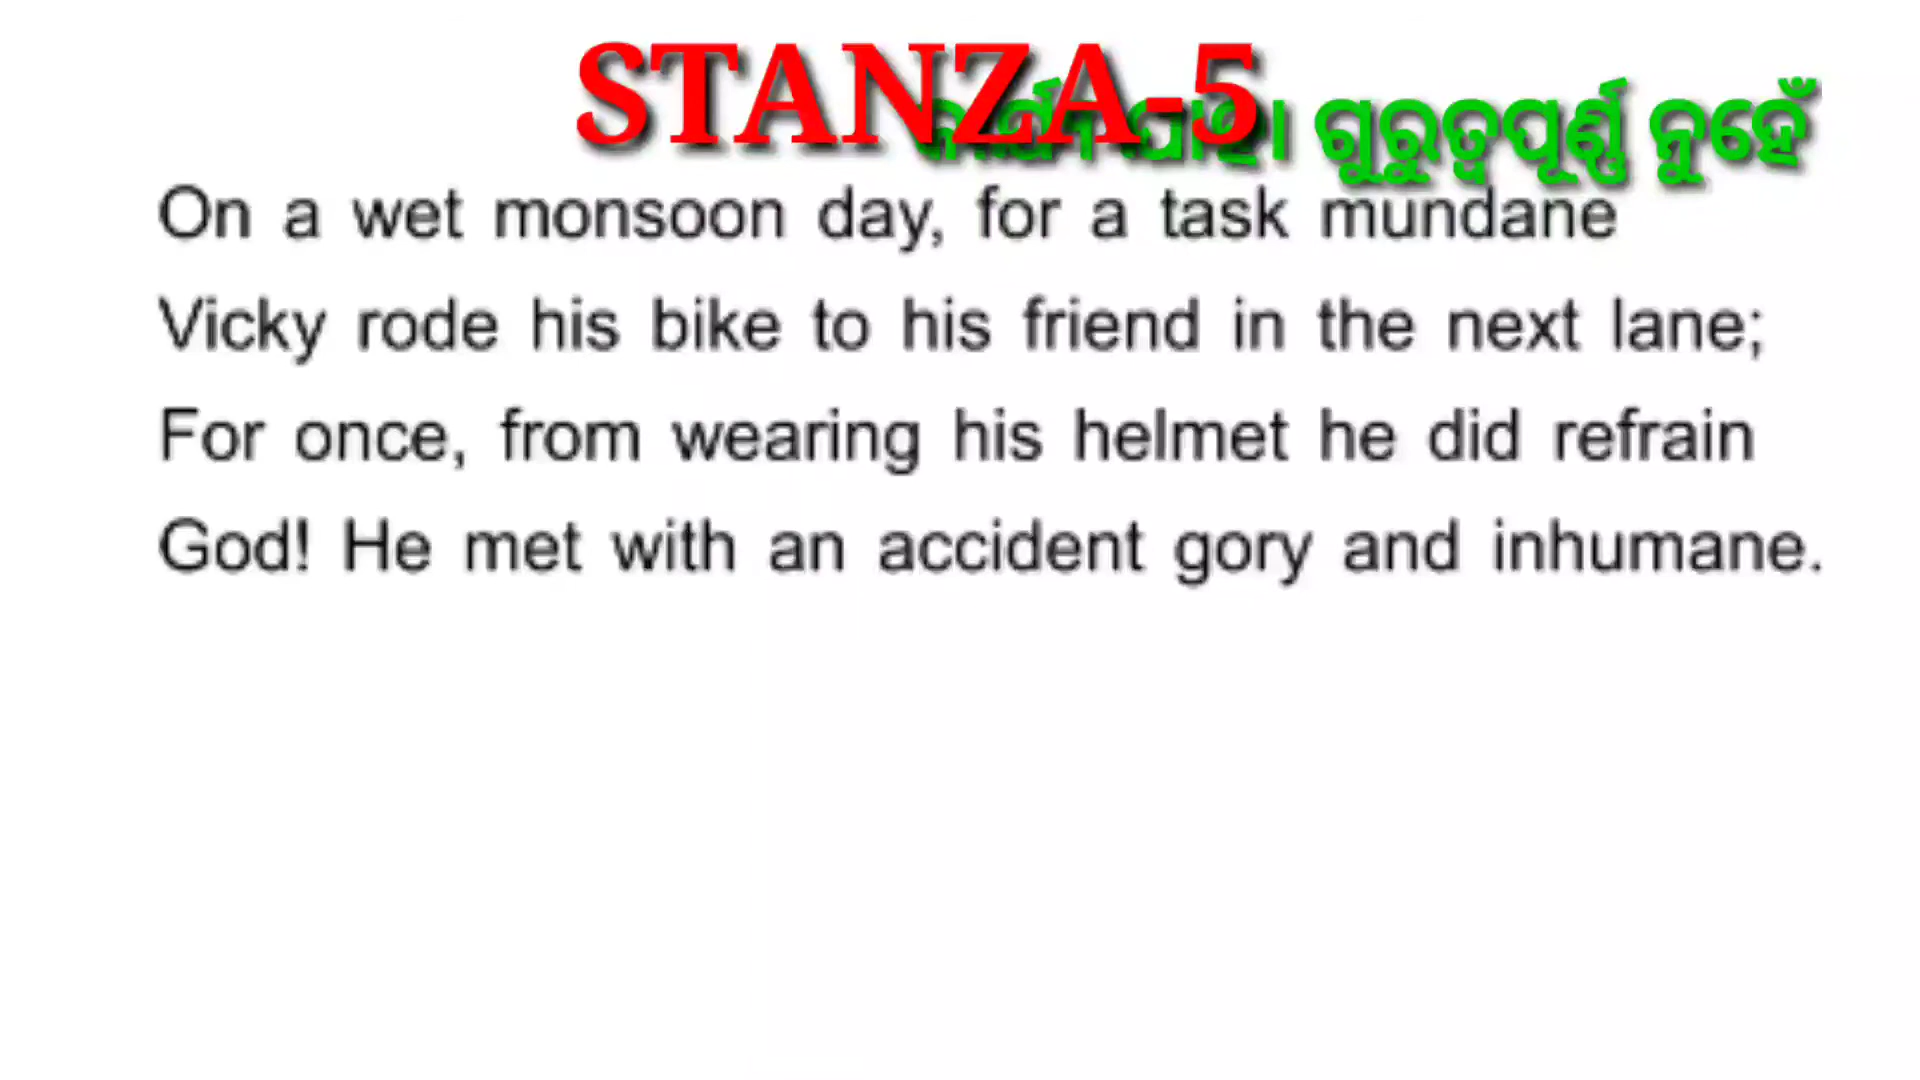 STANZA-5
ଗୁରୁତ୍ୱପୂର୍ଣ୍ଣ ନୁହେଁ
On a wet monsoon day, for a task mundane
Vicky rode his bike to his friend in the next lane;
For once, from wearing his helmet he did refrain
God! He met with an accident gory and inhumane.